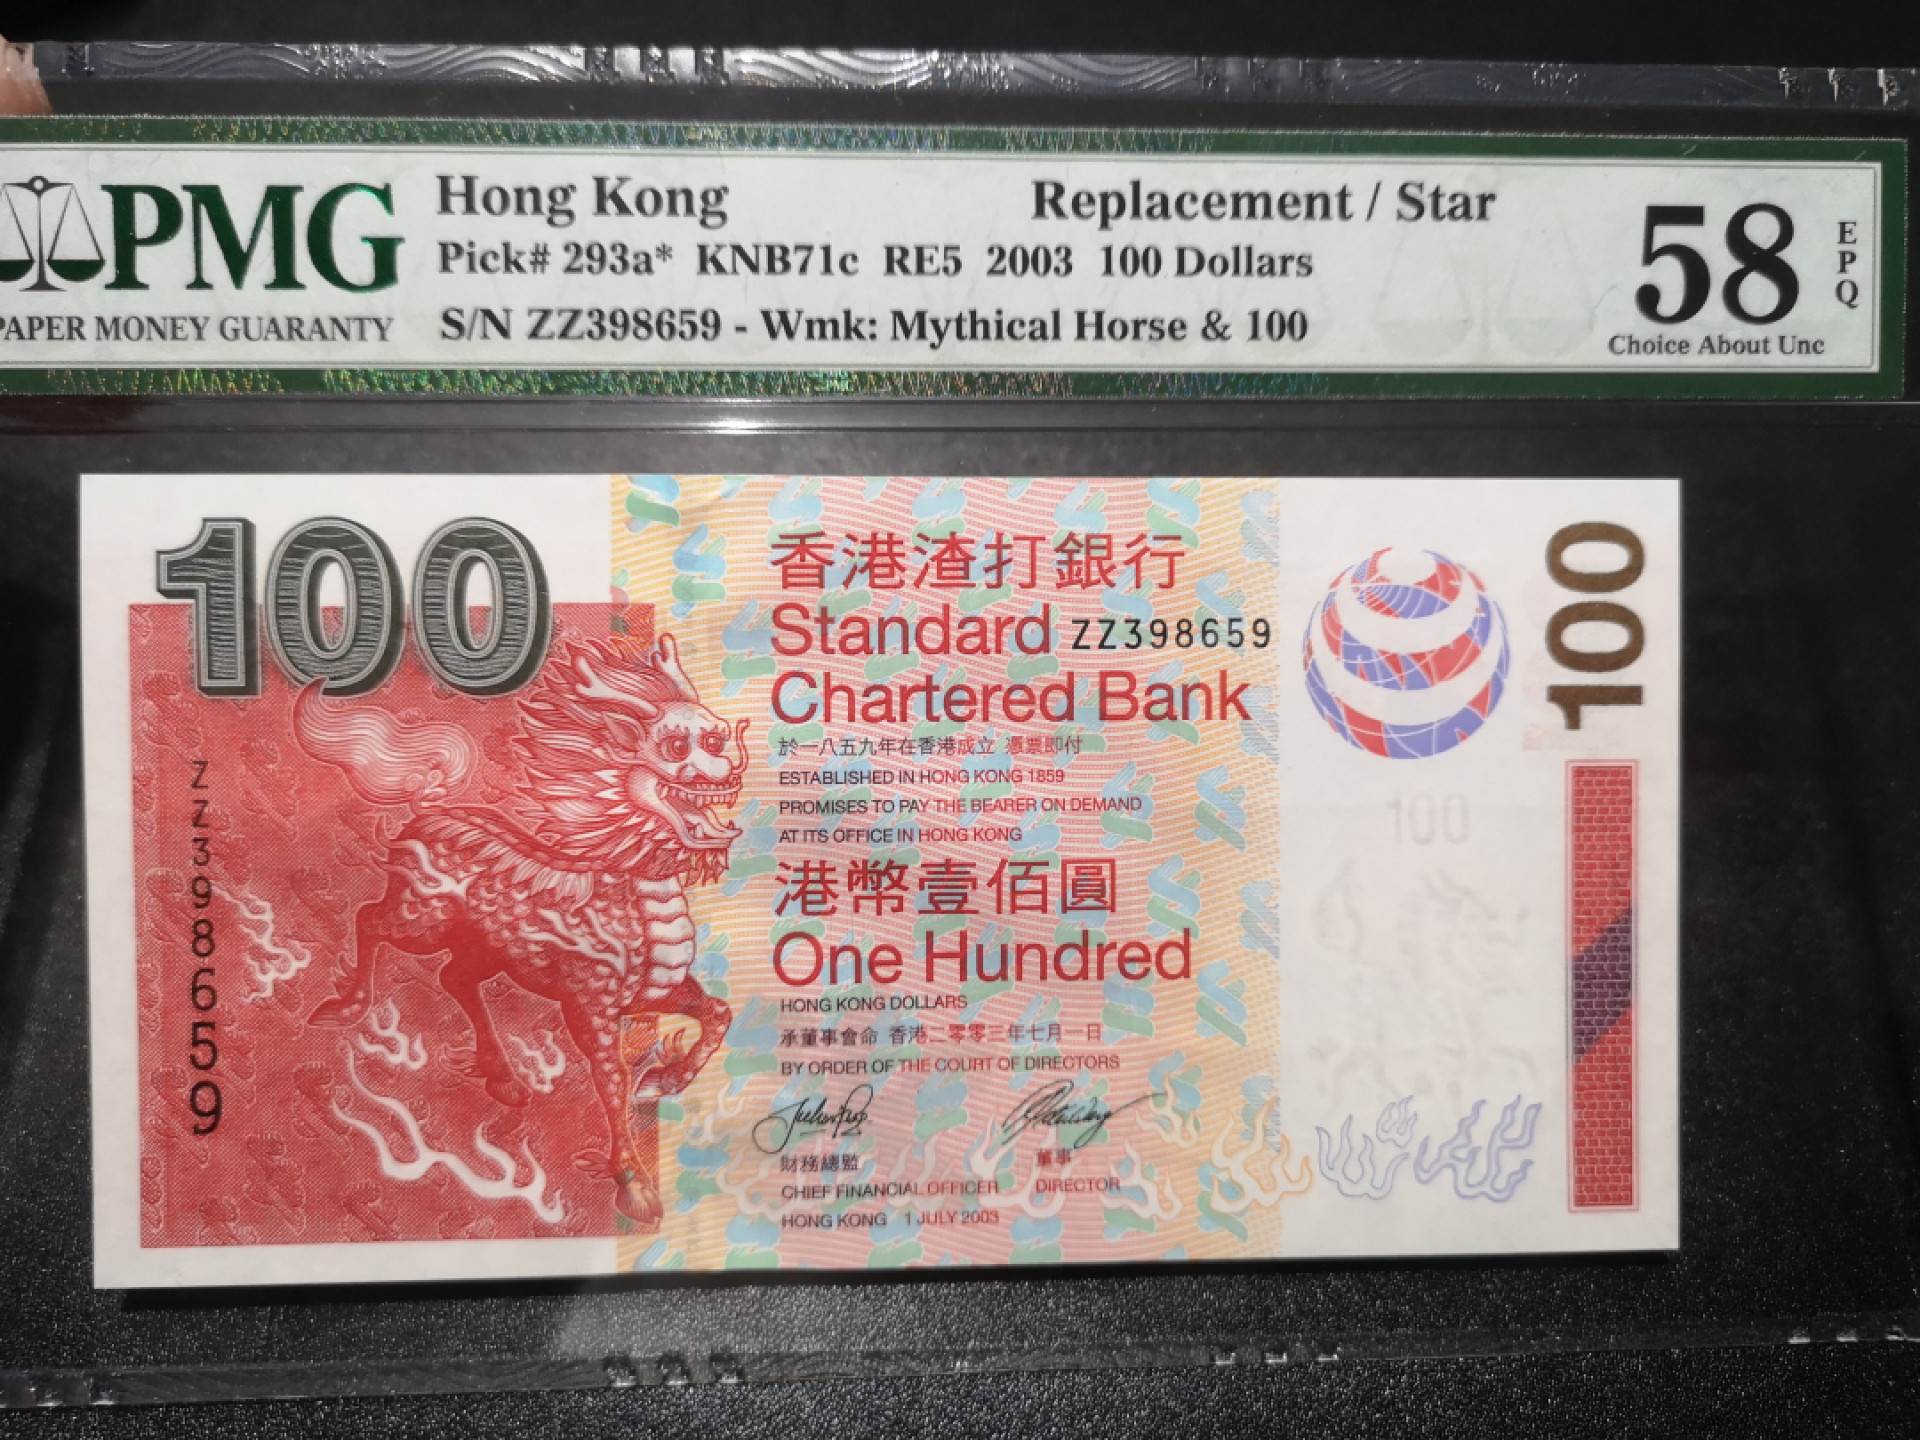 PMG
PAPER MONEY GUARANTY
Hong Kong Replacement / Star
Pick# 293a* KNB71c RE5 2003 100 Dollars
S/N ZZ398659 - Wmk: Mythical Horse & 100
58
EPQ
Choice About Unc
100
100
香港渣打銀行
Standard ZZ398659
Chartered Bank
於一八五九年在香港成立 憑票即付
ESTABLISHED IN HONG KONG 1859
PROMISES TO PAY THE BEARER ON DEMAND
AT ITS OFFICE IN HONG KONG
100
港幣壹佰圓
One Hundred
HONG KONG DOLLARS
承董事會命 香港二零零三年七月一日
BY ORDER OF THE COURT OF DIRECTORS
財務總監 董事
CHIEF FINANCIAL OFFICER DIRECTOR
HONG KONG 1 JULY 2003
ZZ398659